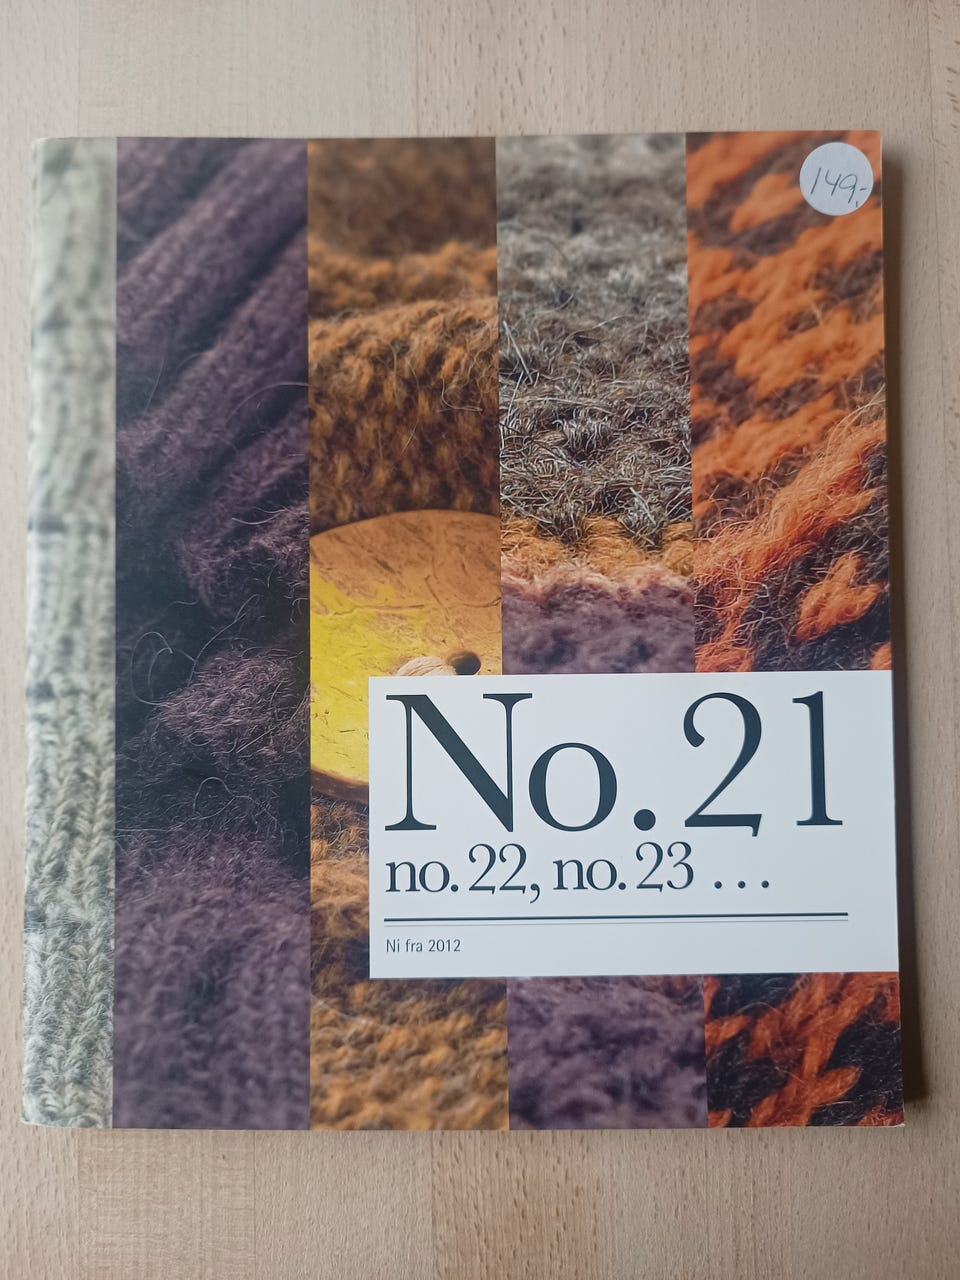 149,-
No. 21
no. 22, no. 23 ...
Ni fra 2012